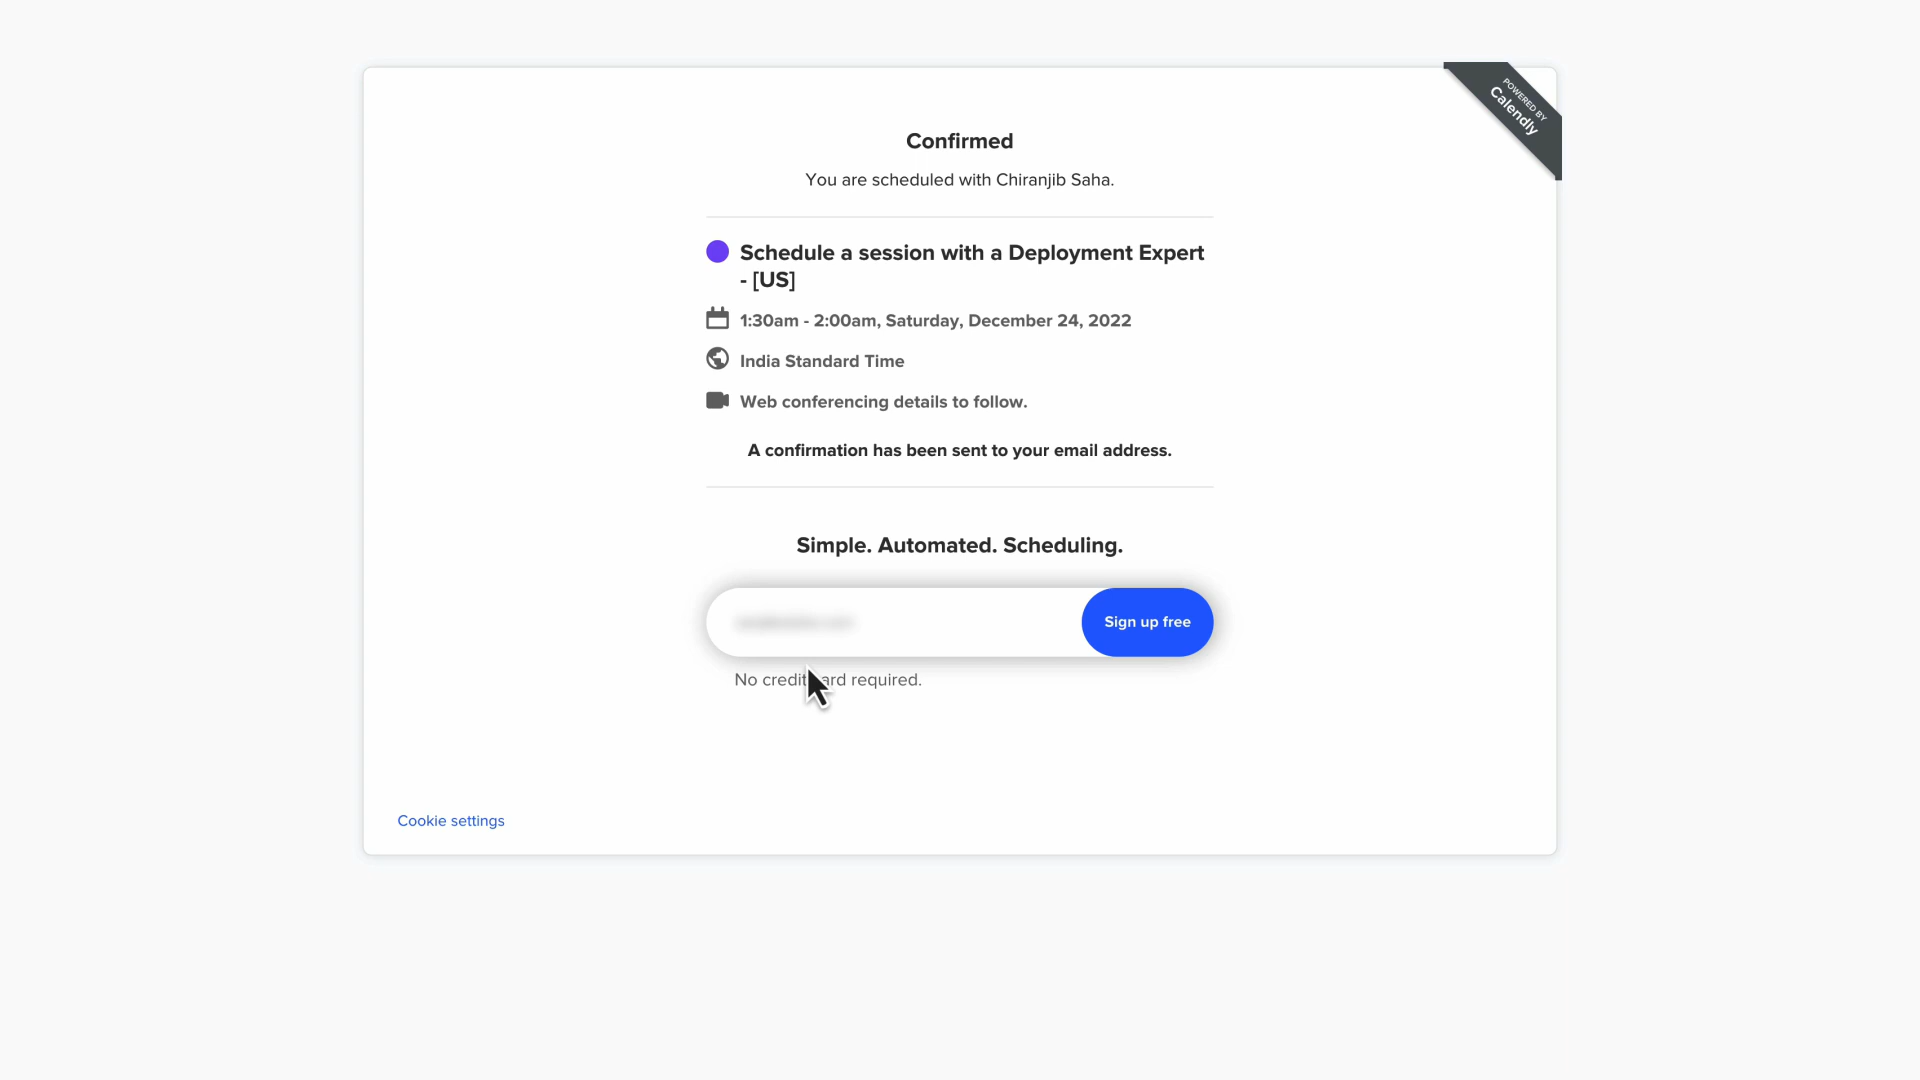 POWERED BY
Calendly
Confirmed
You are scheduled with Chiranjib Saha.
Schedule a session with a Deployment Expert
- [US]
1:30am - 2:00am, Saturday, December 24, 2022
India Standard Time
Web conferencing details to follow.
A confirmation has been sent to your email address.
Simple. Automated. Scheduling.
Sign up free
No credit ard required.
Cookie settings